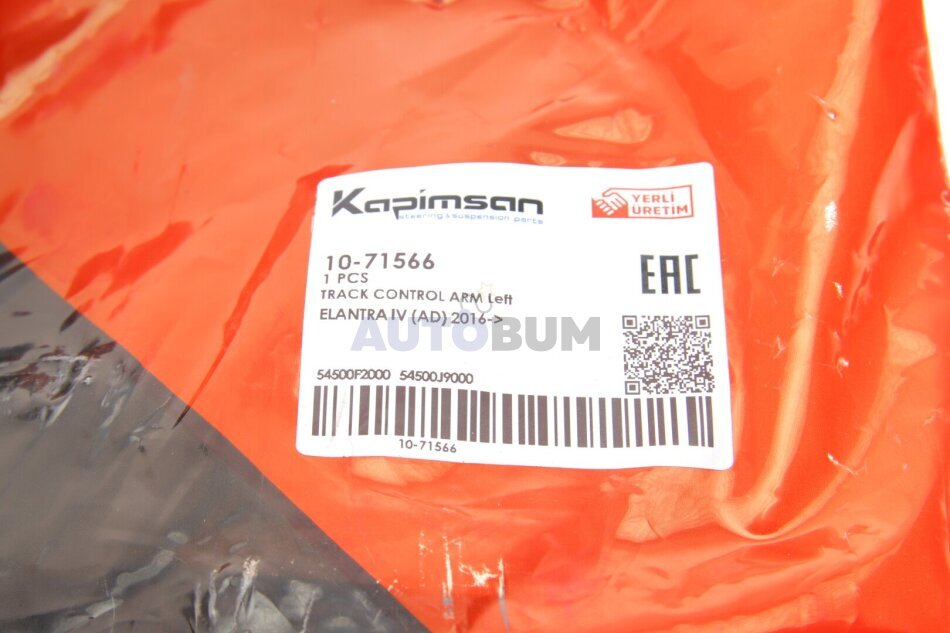 Kapimsan
steering & suspension parts
YERLİ
ÜRETİM
10-71566
1 PCS
TRACK CONTROL ARM Left
ELANTRA IV (AD) 2016->
EAC
AUTOBUM
54500F2000 54500J9000
10-71566